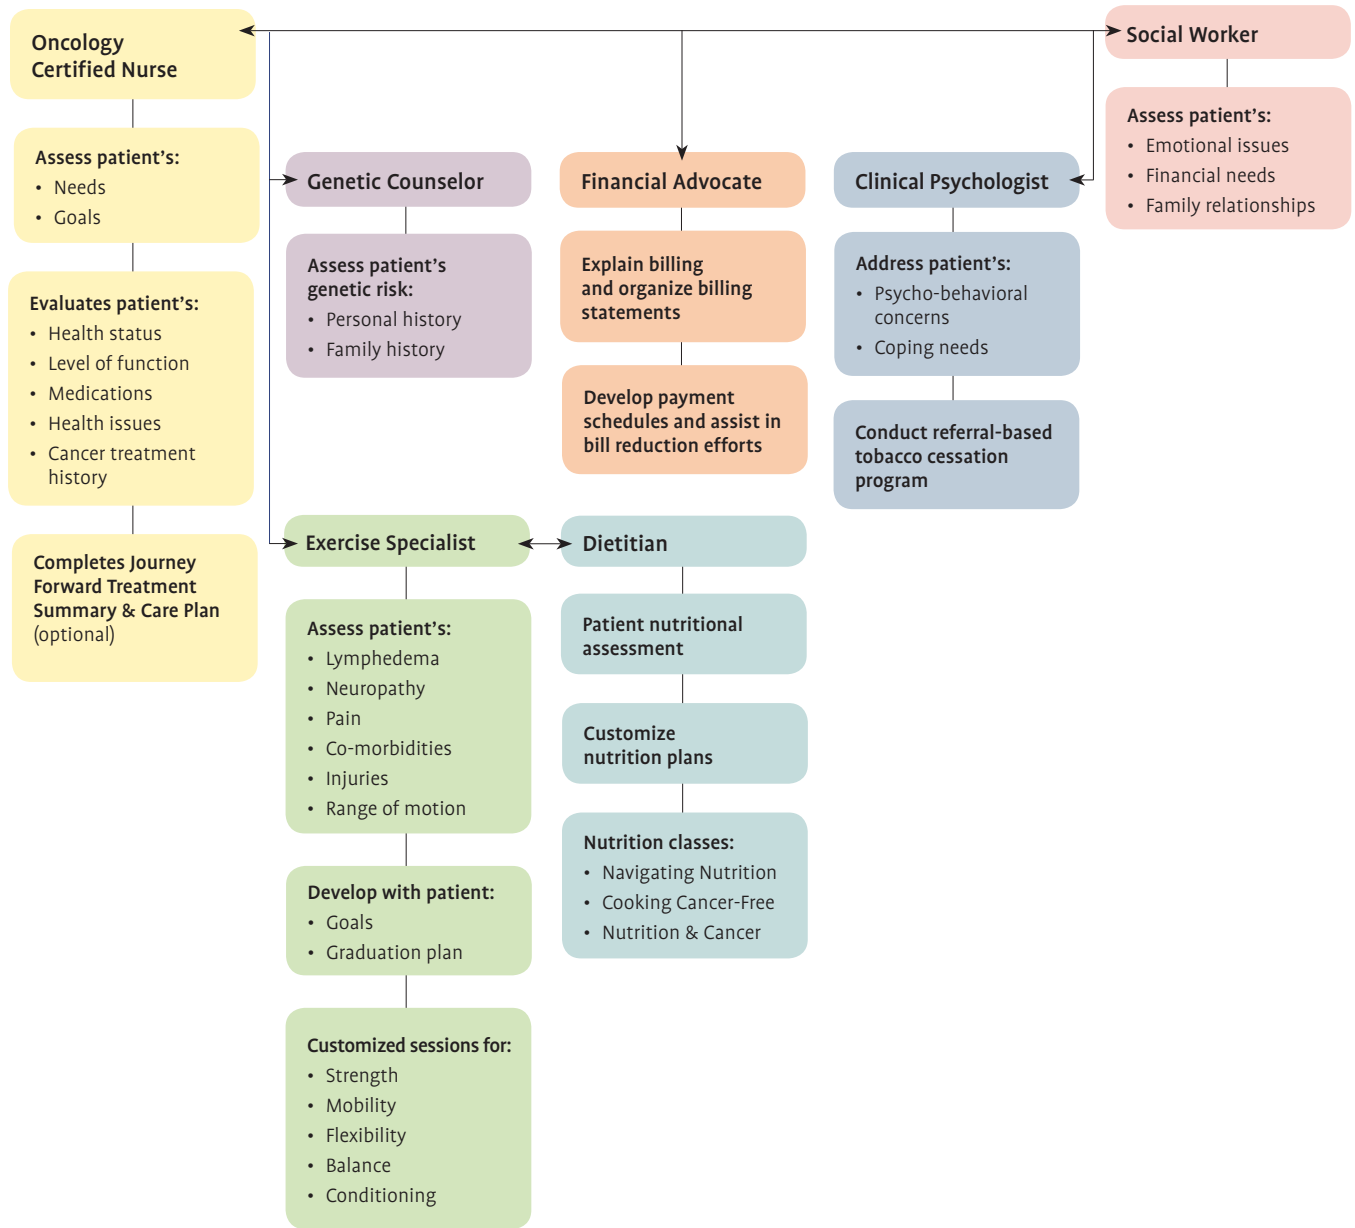 Oncology
Certified Nurse
Assess patient's:
• Needs
• Goals
Evaluates patient's:
• Health status
• Level of function
• Medications
• Health issues
• Cancer treatment
history
Completes Journey
Forward Treatment
Summary & Care Plan
(optional)
Genetic Counselor
Assess patient's
genetic risk:
• Personal history
• Family history
Financial Advocate
Explain billing
and organize billing
statements
Develop payment
schedules and assist in
bill reduction efforts
Clinical Psychologist
Address patient's:
• Psycho-behavioral
concerns
• Coping needs
Conduct referral-based
tobacco cessation
program
Social Worker
Assess patient's:
• Emotional issues
• Financial needs
• Family relationships
Exercise Specialist
Assess patient's:
• Lymphedema
• Neuropathy
• Pain
• Co-morbidities
• Injuries
• Range of motion
Develop with patient:
• Goals
• Graduation plan
Customized sessions for:
• Strength
• Mobility
• Flexibility
• Balance
• Conditioning
Dietitian
Patient nutritional
assessment
Customize
nutrition plans
Nutrition classes:
• Navigating Nutrition
• Cooking Cancer-Free
• Nutrition & Cancer